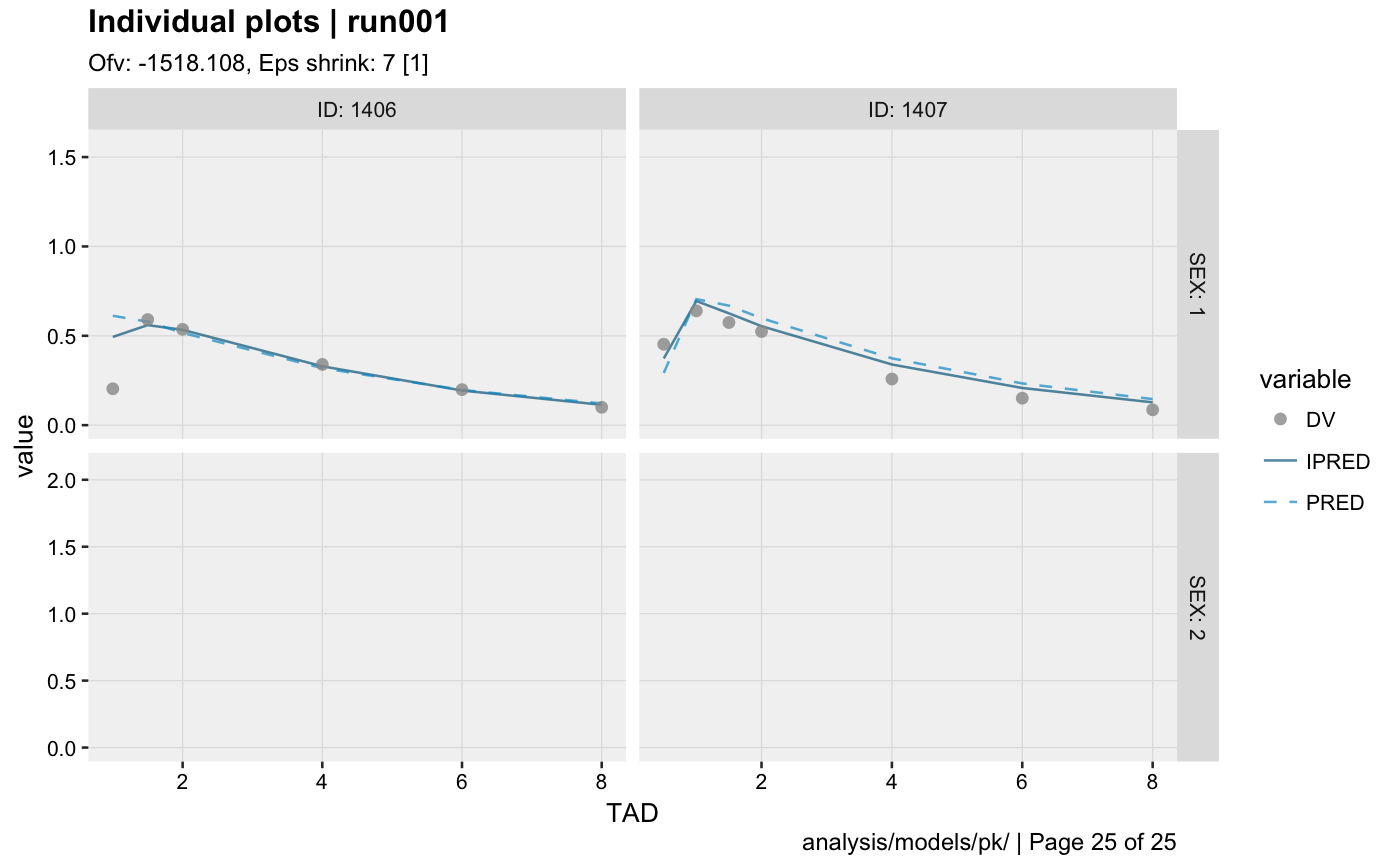 Individual plots | run001
Ofv: -1518.108, Eps shrink: 7 [1]
ID: 1406 ID: 1407
1.5
1.0
0.5
0.0
SEX: 1
value
2.0
1.5
1.0
0.5
0.0
SEX: 2
2 4 6 8 2 4 6 8
TAD
analysis/models/pk/ | Page 25 of 25
variable
DV
IPRED
PRED